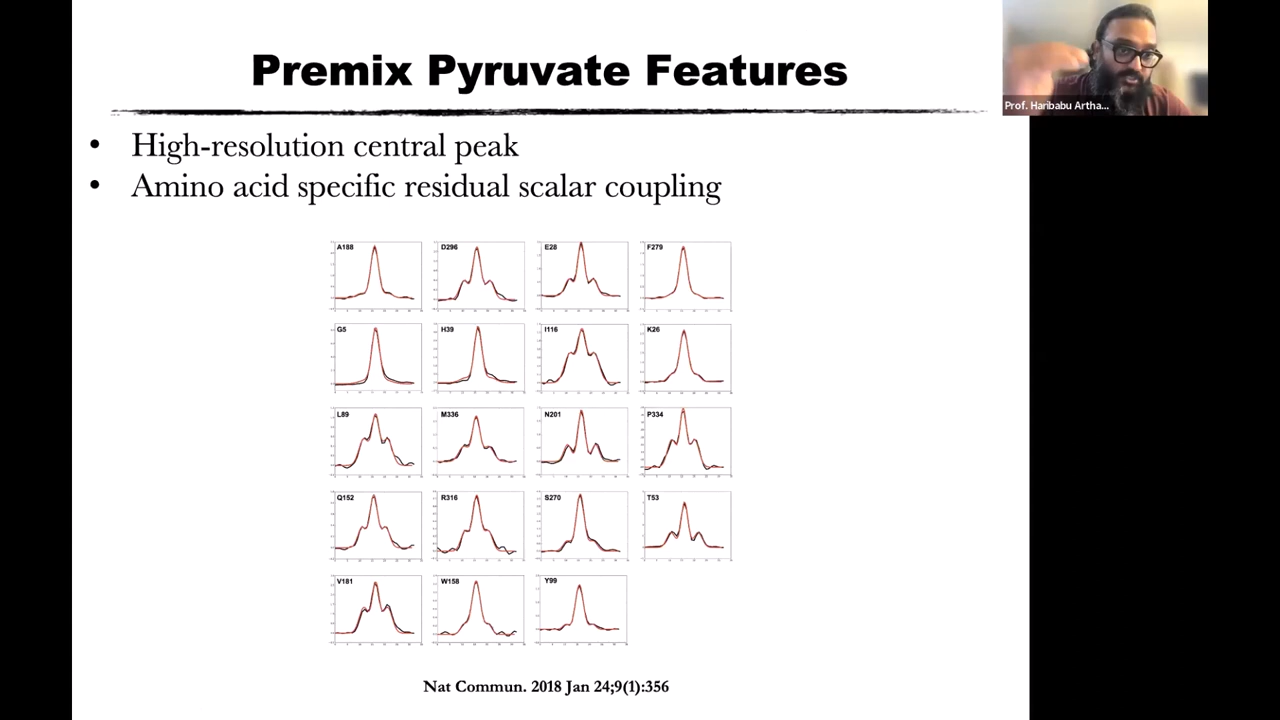 Premix Pyruvate Features
Prof. Haribabu Artha...
• High-resolution central peak
• Amino acid specific residual scalar coupling
A188 D296 E28 F279
G5 H39 I116 K26
L89 M336 N201 P334
Q152 R316 S270 T53
V181 W158 Y99
Nat Commun. 2018 Jan 24;9(1):356